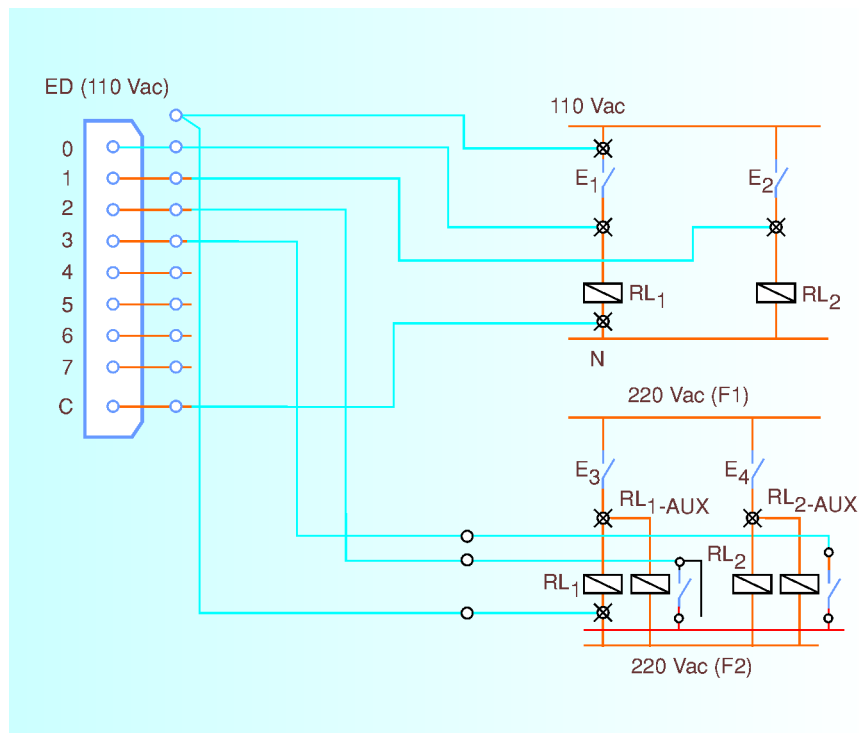 ED (110 Vac)
110 Vac
0
1
2
3
4
5
6
7
C
E1
E2
RL1
RL2
N
220 Vac (F1)
E3
E4
RL1-AUX
RL2-AUX
RL1
RL2
220 Vac (F2)